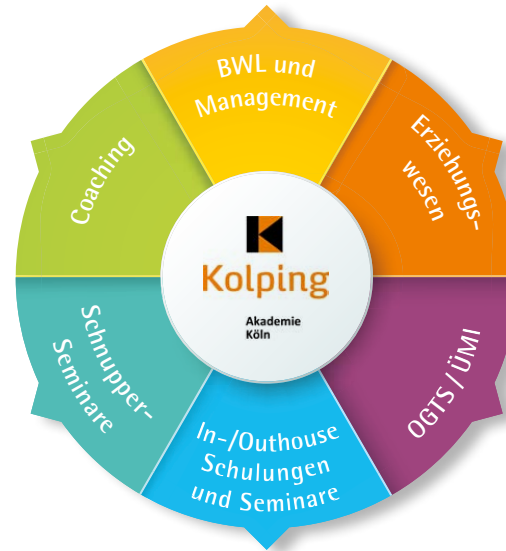 BWL und
Management
Erziehungs-
wesen
OGTS / ÜMI
In-/Outhouse
Schulungen
und Seminare
Schnupper-
Seminare
Coaching
Kolping
Akademie
Köln